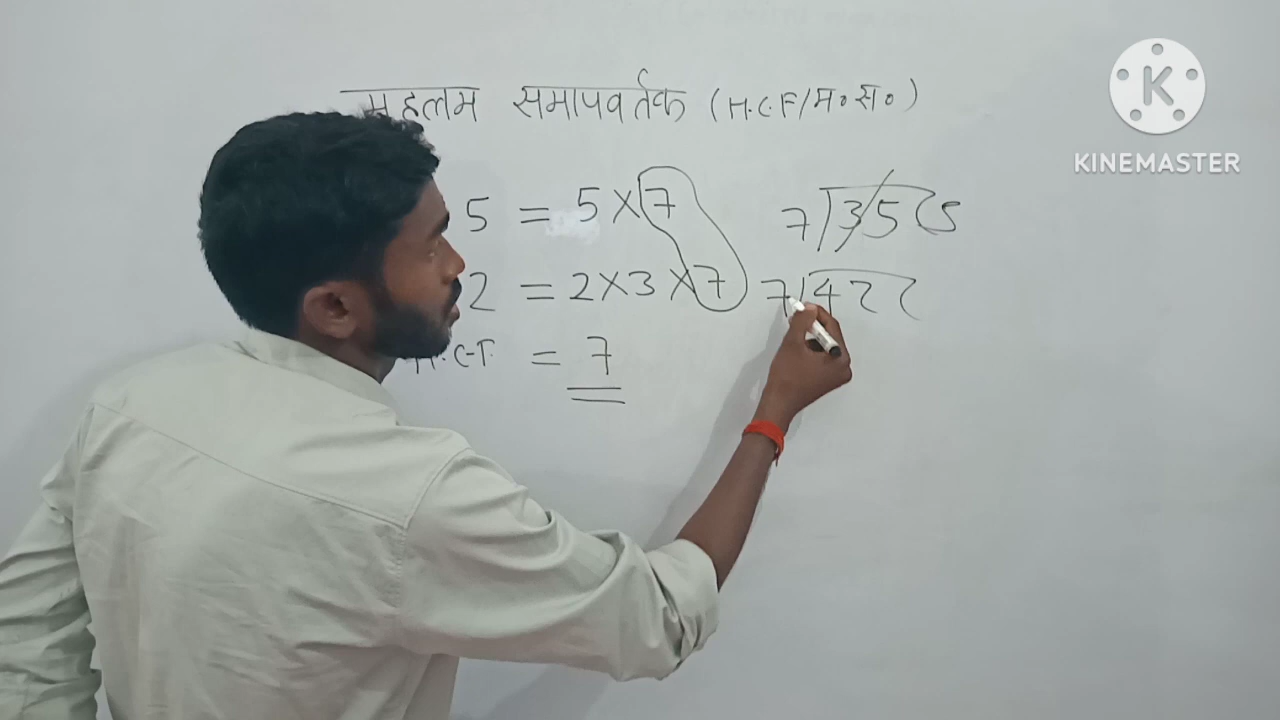 महत्तम समापवर्तक (H.C.F/म०स०)
5 = 5×7
7)35(5
2 = 2×3×7
7)42(
H.C.F. = 7
K
KINEMASTER